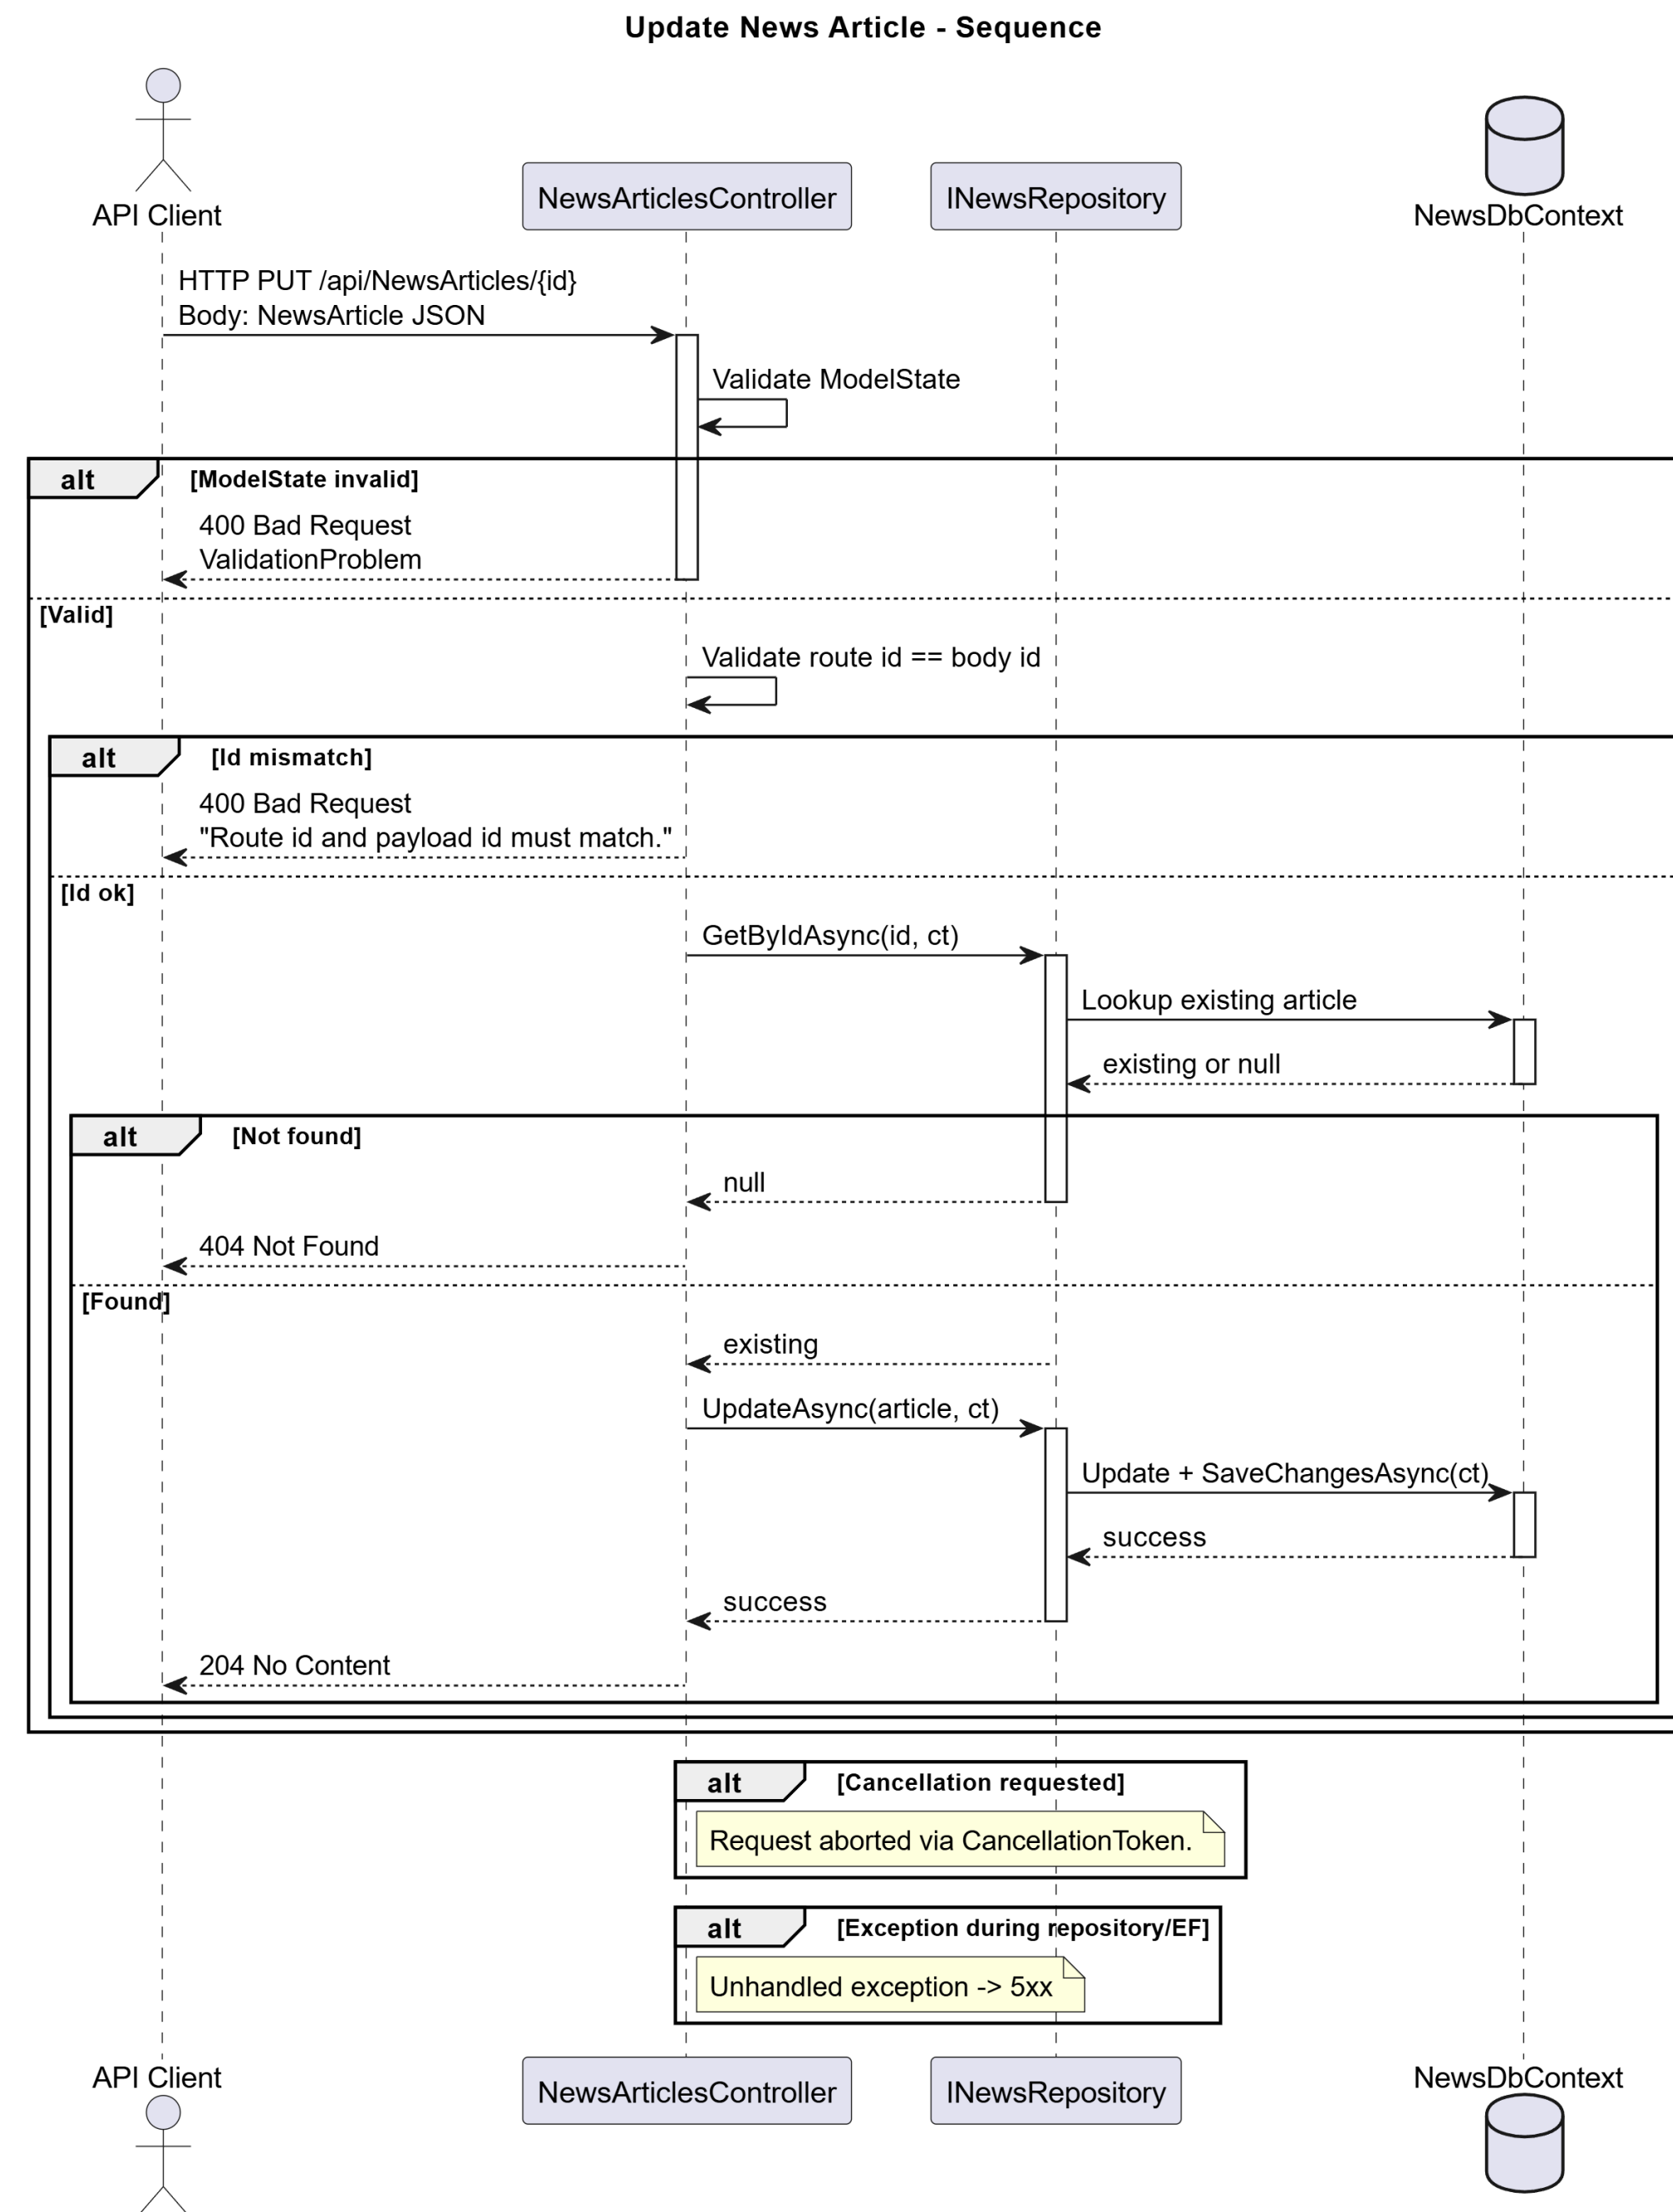 Update News Article - Sequence
API Client
NewsArticlesController
INewsRepository
NewsDbContext
HTTP PUT /api/NewsArticles/{id}
Body: NewsArticle JSON
Validate ModelState
alt
[ModelState invalid]
400 Bad Request
ValidationProblem
[Valid]
Validate route id == body id
alt
[Id mismatch]
400 Bad Request
"Route id and payload id must match."
[Id ok]
GetByIdAsync(id, ct)
Lookup existing article
existing or null
alt
[Not found]
null
404 Not Found
[Found]
existing
UpdateAsync(article, ct)
Update + SaveChangesAsync(ct)
success
success
204 No Content
alt
[Cancellation requested]
Request aborted via CancellationToken.
alt
[Exception during repository/EF]
Unhandled exception -> 5xx
API Client
NewsArticlesController
INewsRepository
NewsDbContext